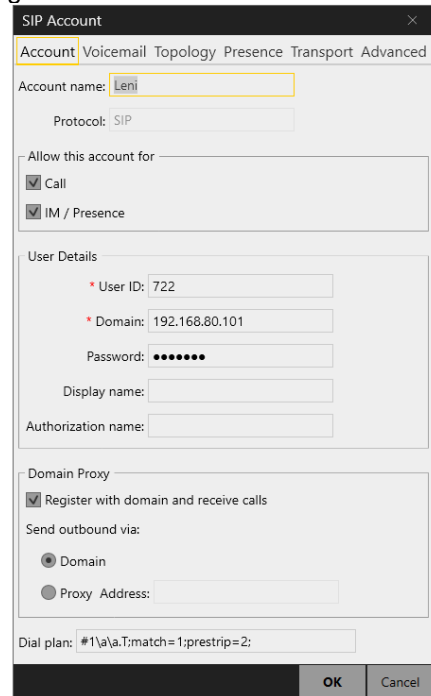 SIP Account
Account Voicemail Topology Presence Transport Advanced
Account name: Leni
Protocol: SIP
Allow this account for
Call
IM / Presence
User Details
* User ID: 722
* Domain: 192.168.80.101
Password: ●●●●●●●
Display name:
Authorization name:
Domain Proxy
Register with domain and receive calls
Send outbound via:
Domain
Proxy Address:
Dial plan: #1\a\a.T;match=1;prestrip=2;
OK Cancel